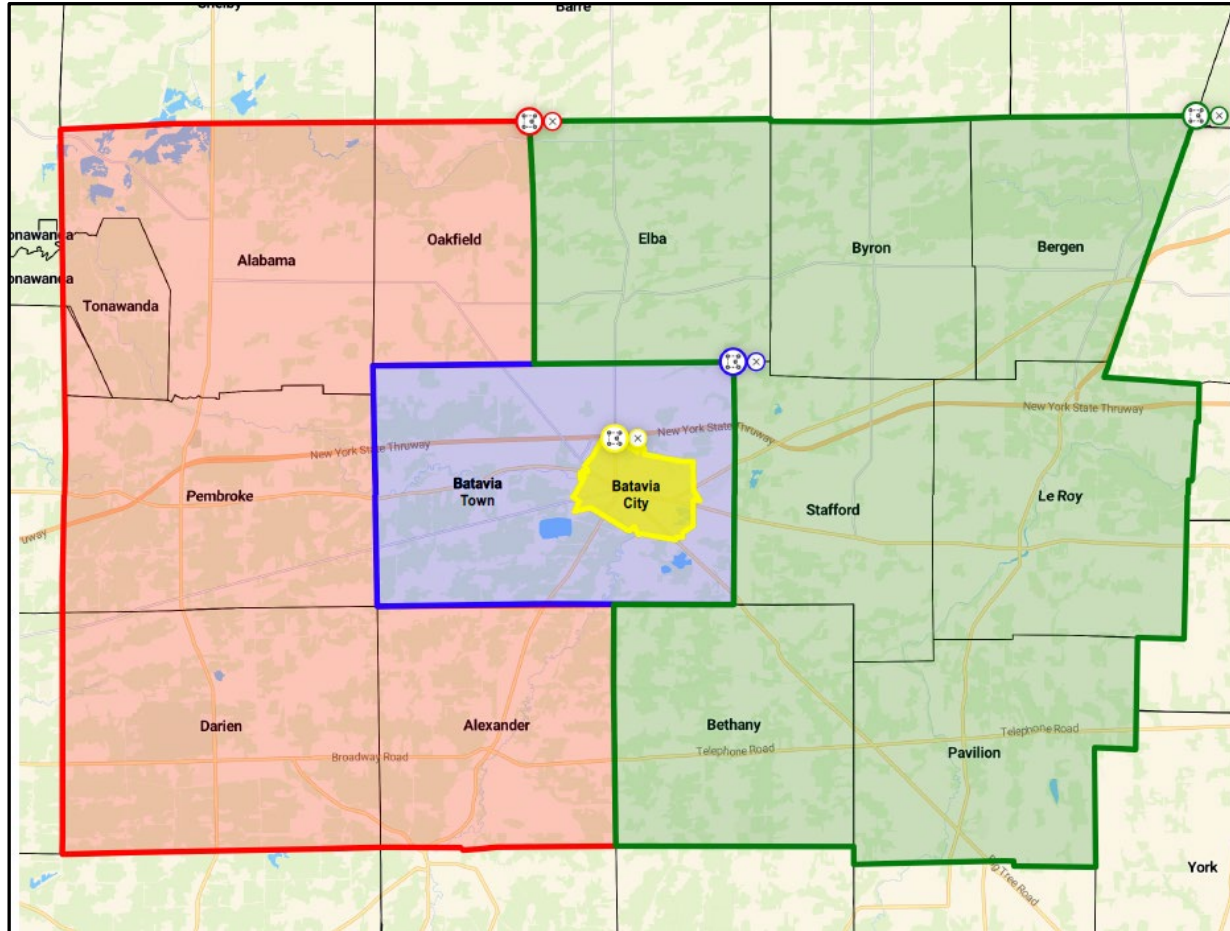 Shelby
Barre
Oakfield
Elba
Byron
Bergen
onawanda
Alabama
onawanda
Tonawanda
New York State Thruway
New York State Thruway
New York State Thruway
Batavia
Town
Batavia
City
Pembroke
Stafford
Le Roy
uway
Darien
Alexander
Bethany
Telephone Road
Broadway Road
Telephone Road
Pavilion
Big Tree Road
York